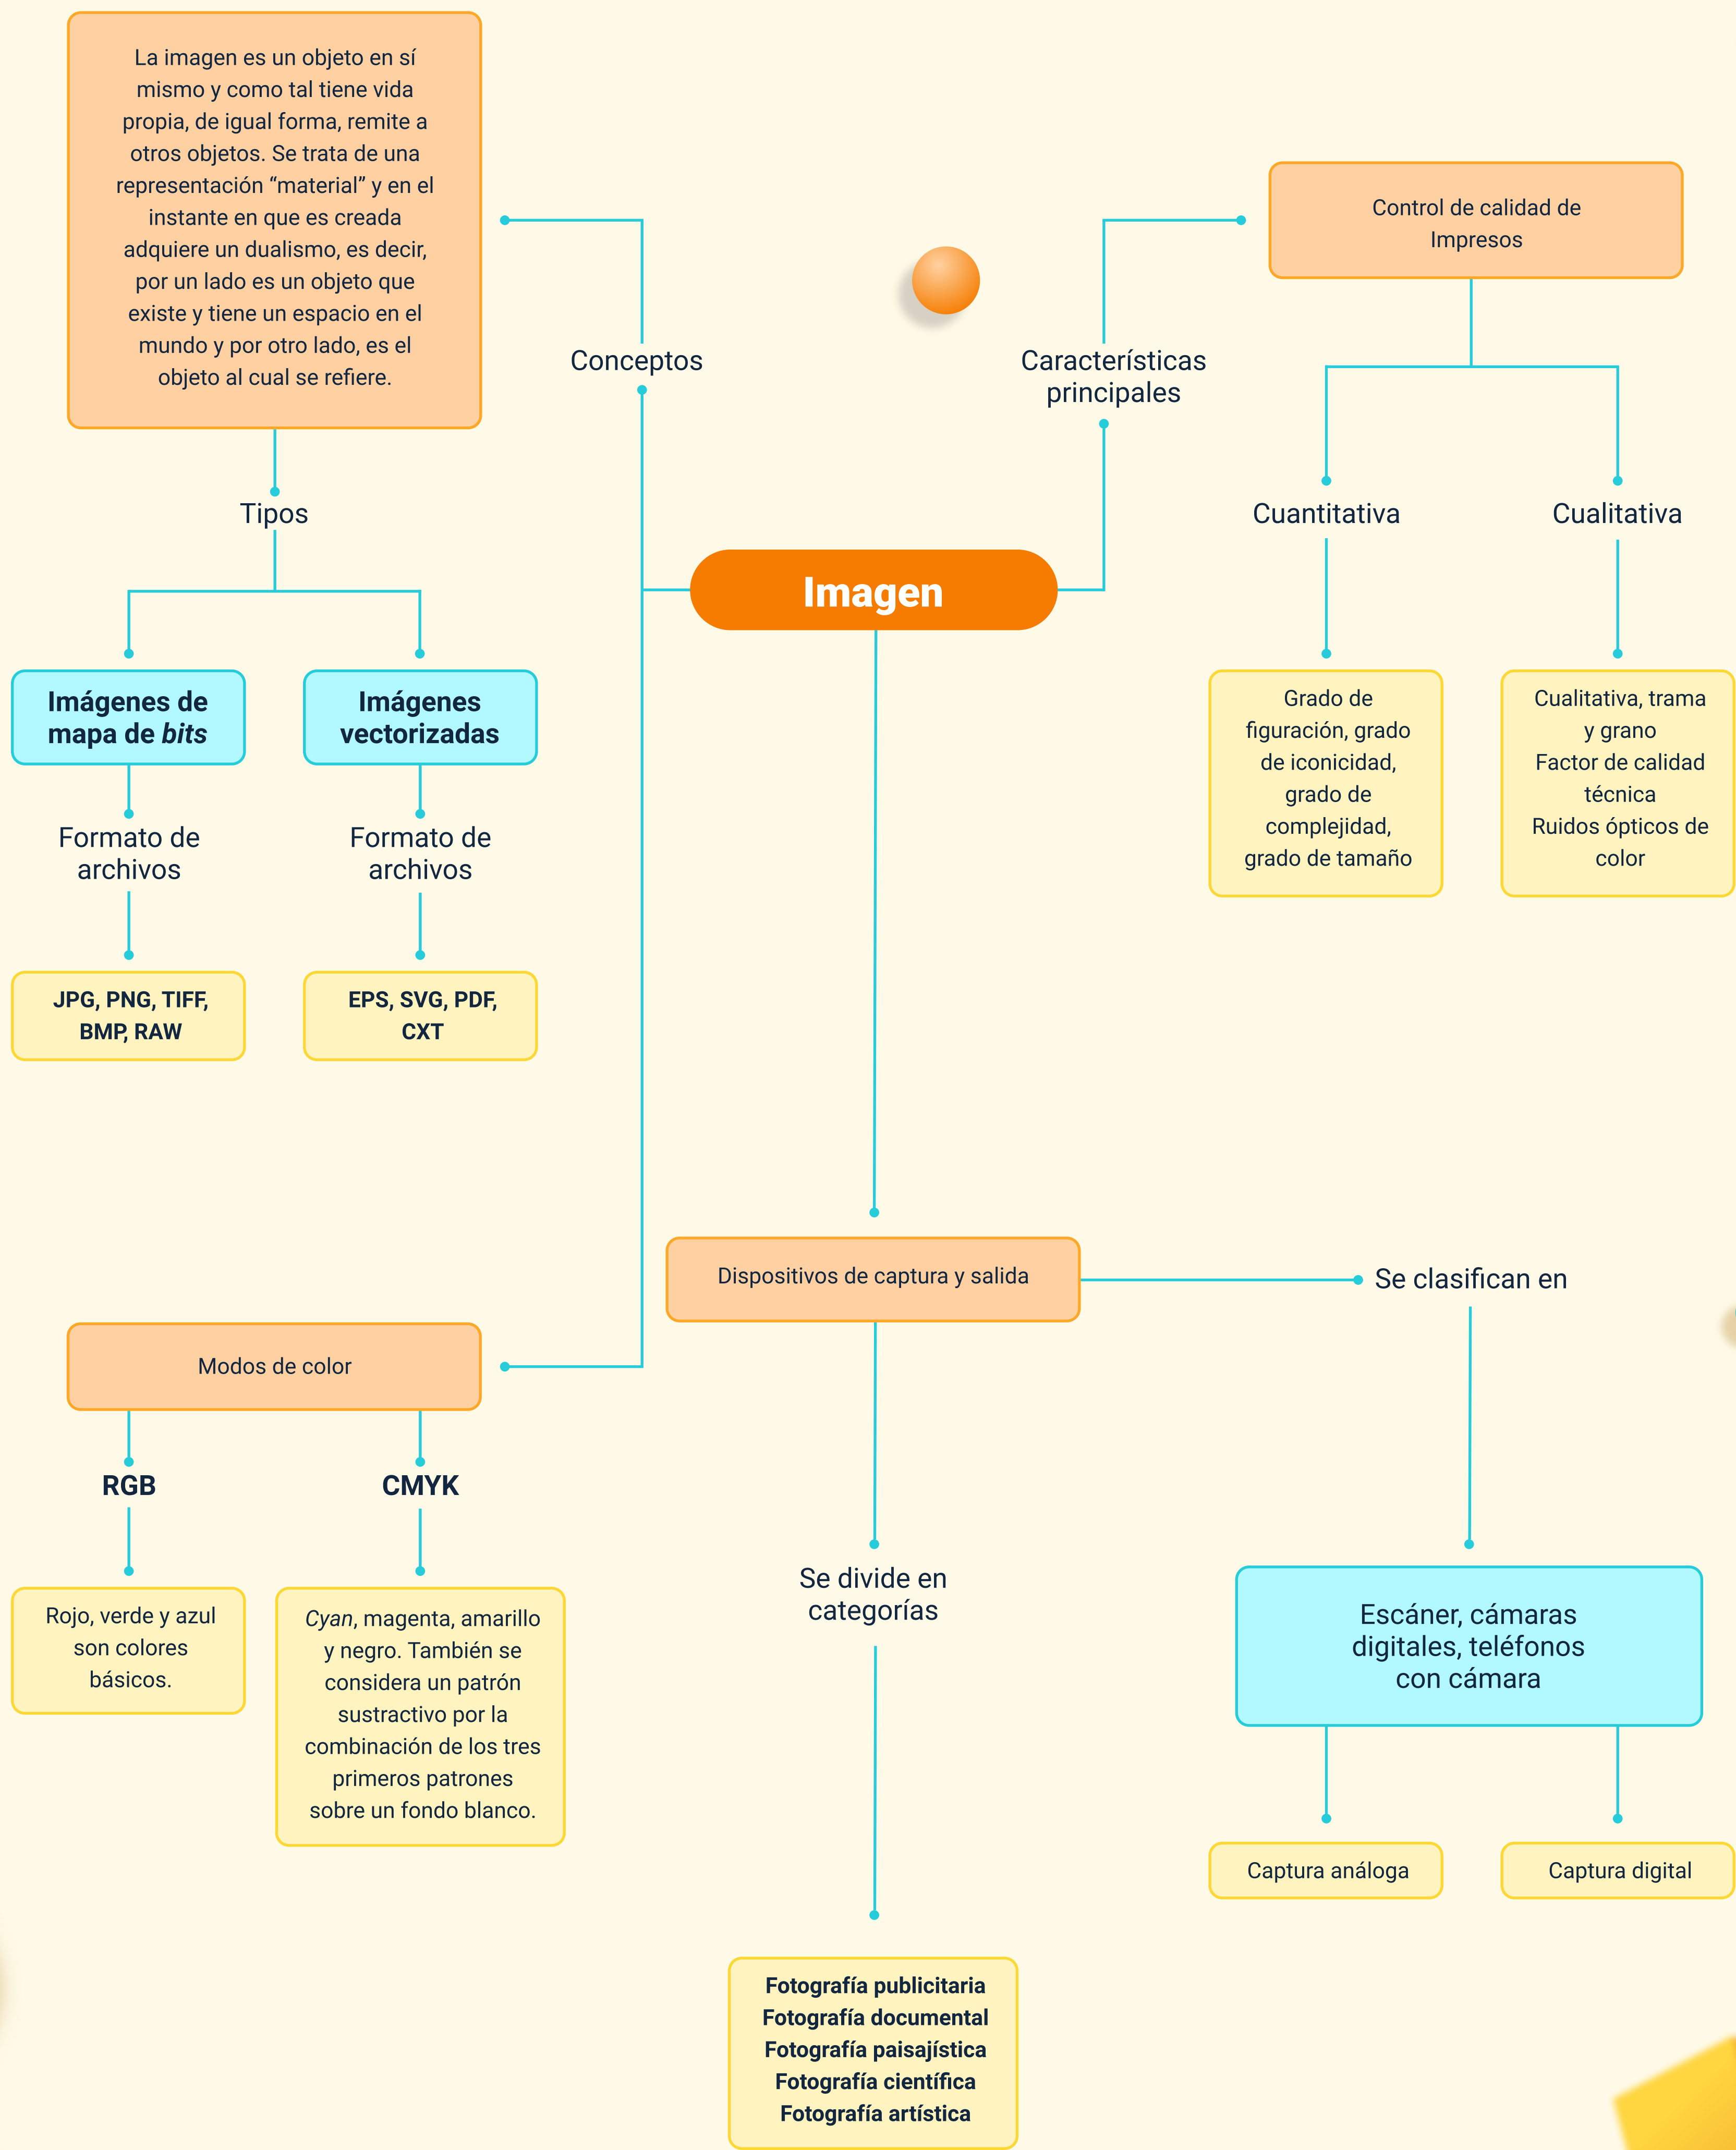 La imagen es un objeto en sí
mismo y como tal tiene vida
propia, de igual forma, remite a
otros objetos. Se trata de una
representación “material” y en el
instante en que es creada
adquiere un dualismo, es decir,
por un lado es un objeto que
existe y tiene un espacio en el
mundo y por otro lado, es el
objeto al cual se refiere.
Conceptos
Características
principales
Control de calidad de
Impresos
Tipos
Cuantitativa
Cualitativa
Imagen
Imágenes de
mapa de bits
Imágenes
vectorizadas
Grado de
figuración, grado
de iconicidad,
grado de
complejidad,
grado de tamaño
Cualitativa, trama
y grano
Factor de calidad
técnica
Ruidos ópticos de
color
Formato de
archivos
Formato de
archivos
JPG, PNG, TIFF,
BMP, RAW
EPS, SVG, PDF,
CXT
Dispositivos de captura y salida
Se clasifican en
Modos de color
RGB
CMYK
Rojo, verde y azul
son colores
básicos.
Cyan, magenta, amarillo
y negro. También se
considera un patrón
sustractivo por la
combinación de los tres
primeros patrones
sobre un fondo blanco.
Se divide en
categorías
Escáner, cámaras
digitales, teléfonos
con cámara
Captura análoga
Captura digital
Fotografía publicitaria
Fotografía documental
Fotografía paisajística
Fotografía científica
Fotografía artística